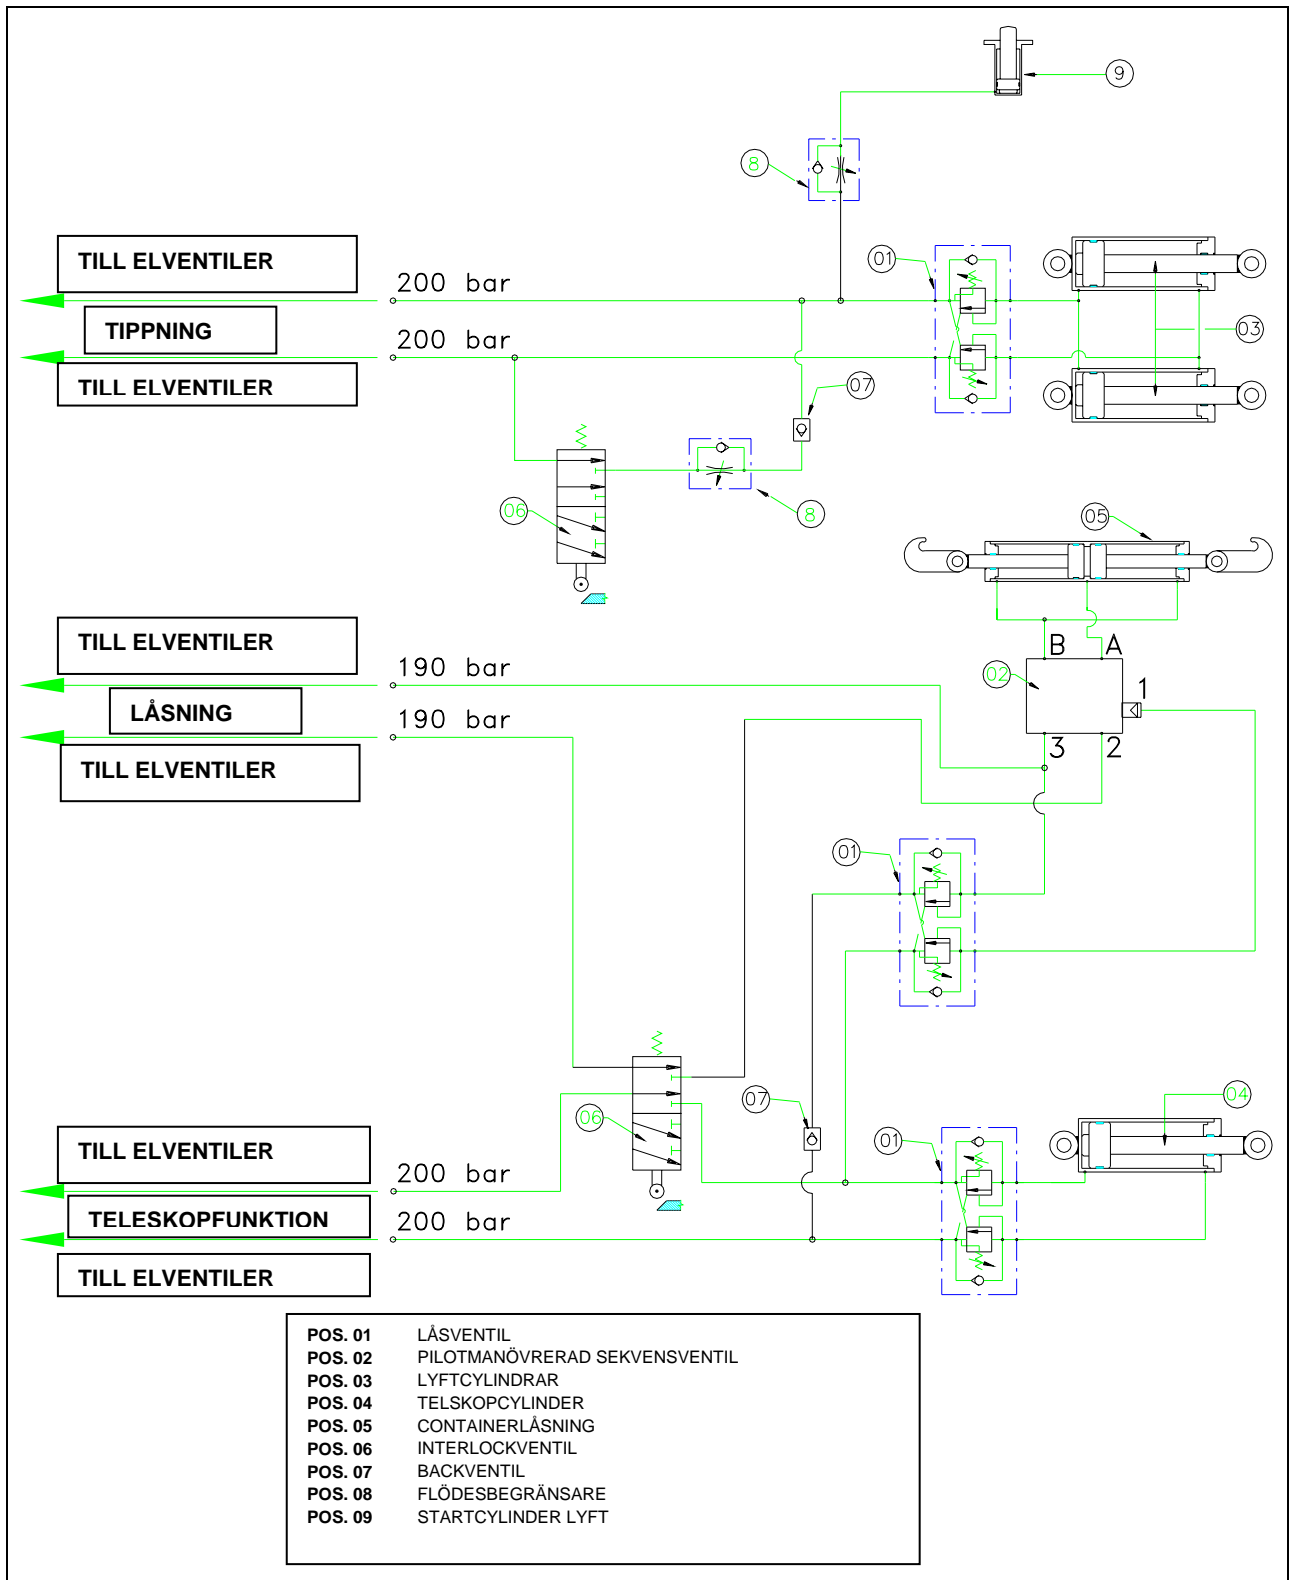 9
8
TILL ELVENTILER
200 bar
01
TIPPNING
200 bar
03
TILL ELVENTILER
07
06
8
05
TILL ELVENTILER
B A
190 bar
02
1
LÅSNING
190 bar
3 2
TILL ELVENTILER
01
07
04
06
01
TILL ELVENTILER
200 bar
TELESKOPFUNKTION
200 bar
TILL ELVENTILER
POS. 01 LÅSVENTIL
POS. 02 PILOTMANÖVRERAD SEKVENSVENTIL
POS. 03 LYFTCYLINDRAR
POS. 04 TELSKOPCYLINDER
POS. 05 CONTAINERLÅSNING
POS. 06 INTERLOCKVENTIL
POS. 07 BACKVENTIL
POS. 08 FLÖDESBEGRÄNSARE
POS. 09 STARTCYLINDER LYFT